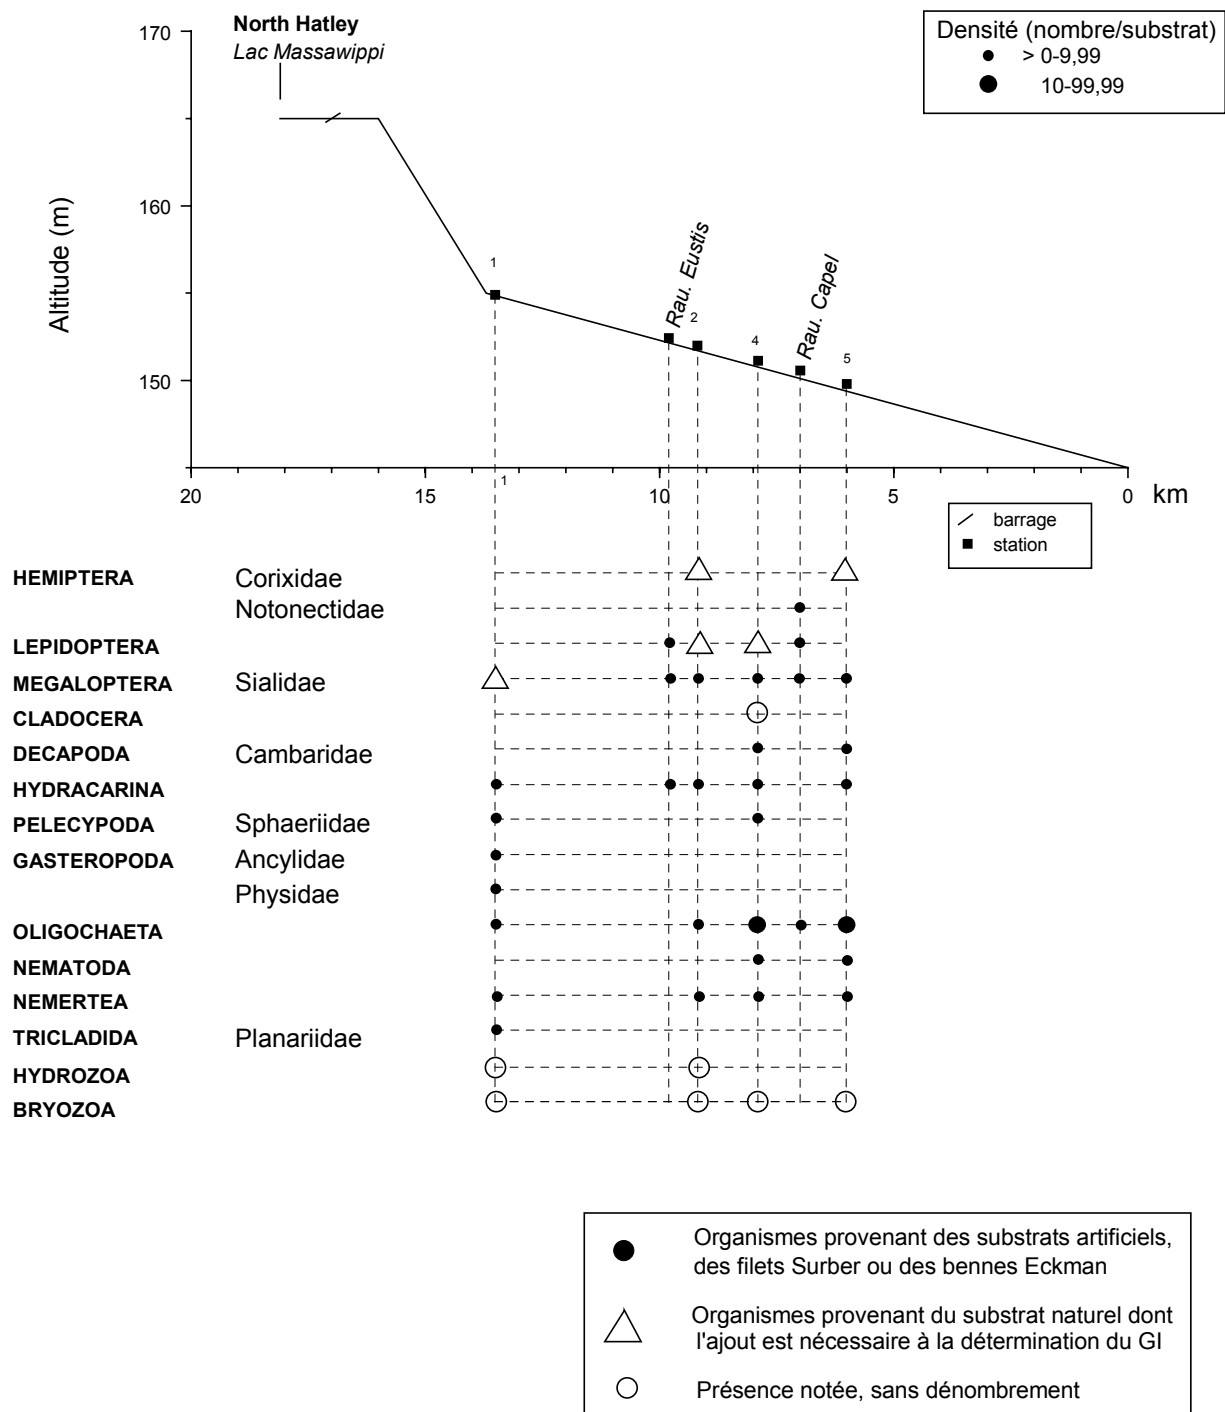 170
North Hatley
Lac Massawippi
Densité (nombre/substrat)
> 0-9,99
10-99,99
160
Altitude (m)
150
1
Rau. Eustis
2
4
Rau. Capel
5
20
15
1
10
5
0
km
barrage
station
HEMIPTERA Corixidae
Notonectidae
LEPIDOPTERA
MEGALOPTERA Sialidae
CLADOCERA
DECAPODA Cambaridae
HYDRACARINA
PELECYPODA Sphaeriidae
GASTEROPODA Ancylidae
Physidae
OLIGOCHAETA
NEMATODA
NEMERTEA
TRICLADIDA Planariidae
HYDROZOA
BRYOZOA
Organismes provenant des substrats artificiels,
des filets Surber ou des bennes Eckman
Organismes provenant du substrat naturel dont
l'ajout est nécessaire à la détermination du GI
Présence notée, sans dénombrement